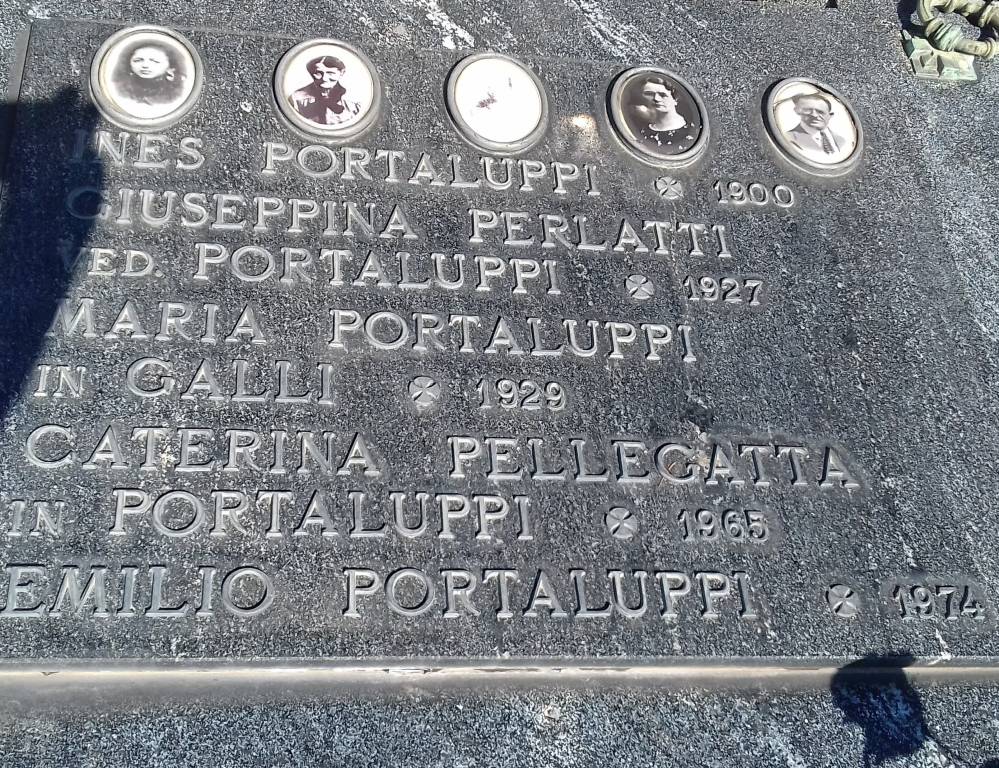 INES PORTALUPPI 1900
GIUSEPPINA PERLATTI
VED. PORTALUPPI 1927
MARIA PORTALUPPI
IN GALLI 1929
CATERINA PELLEGATTA
IN PORTALUPPI 1965
EMILIO PORTALUPPI 1974